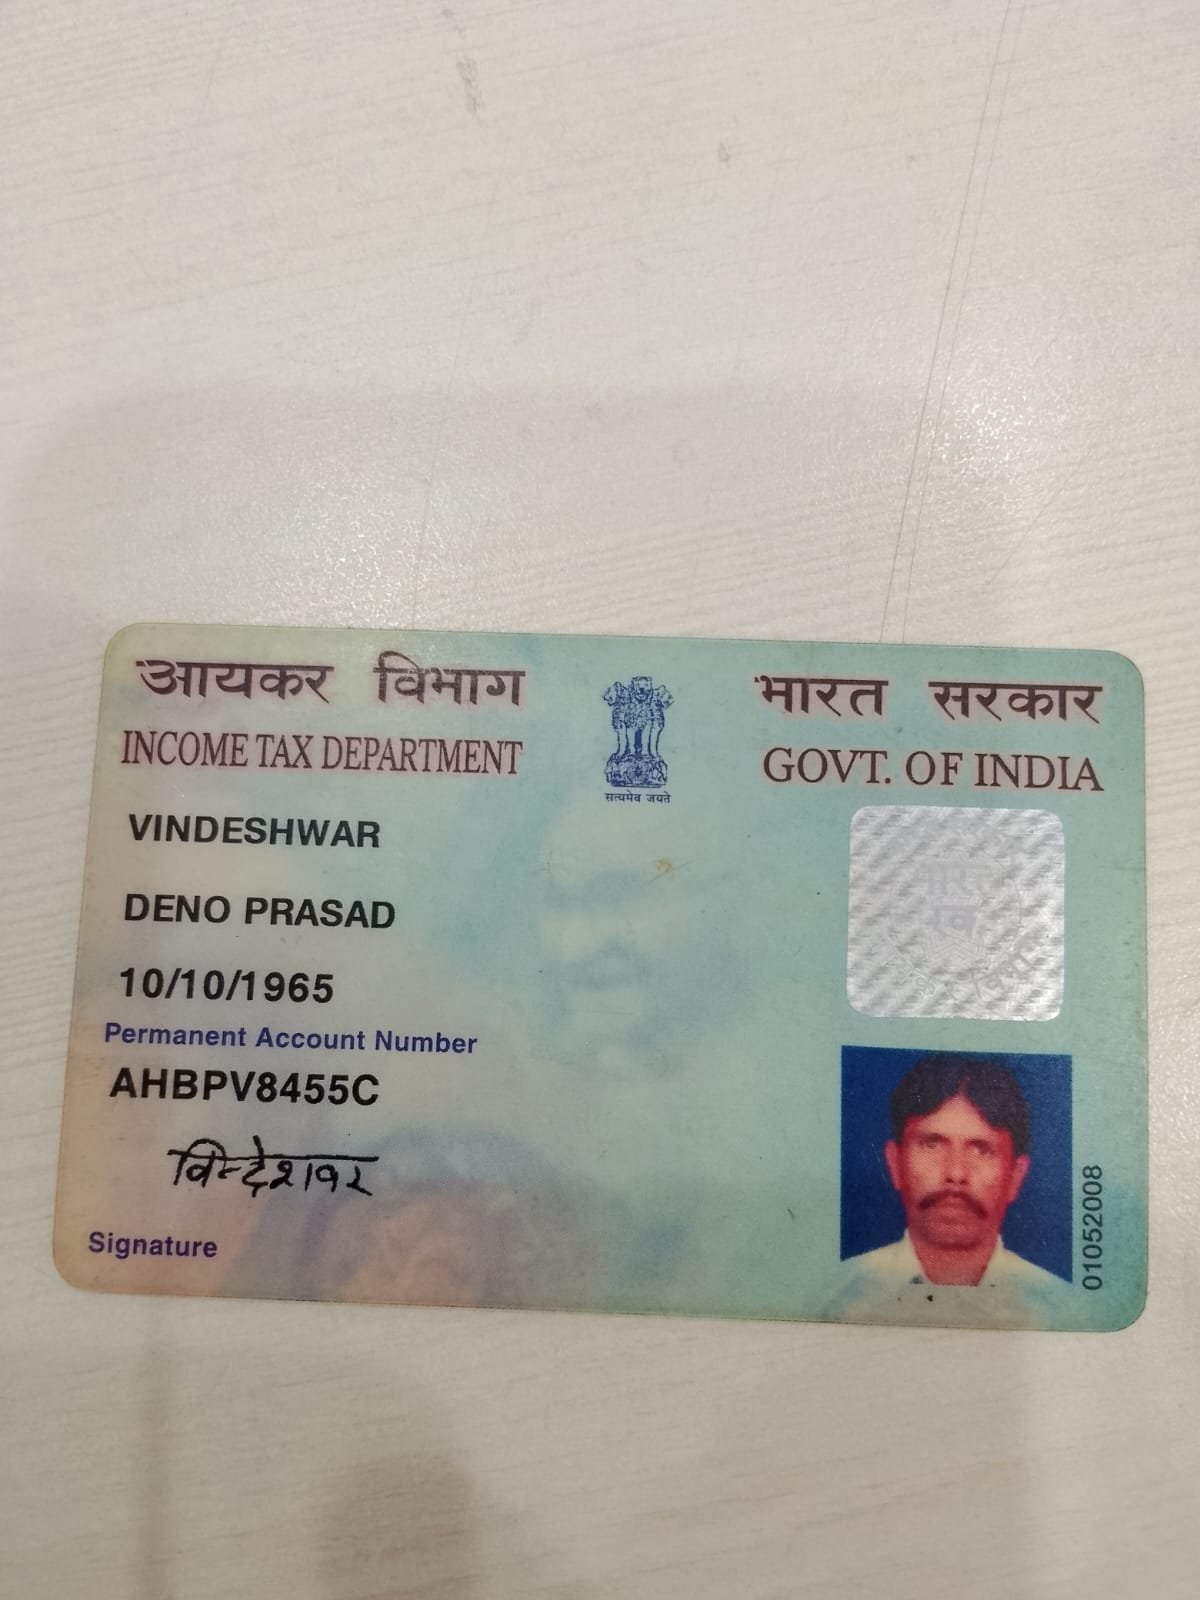 आयकर विभाग
INCOME TAX DEPARTMENT
सत्यमेव जयते
भारत सरकार
GOVT. OF INDIA
VINDESHWAR
DENO PRASAD
10/10/1965
Permanent Account Number
AHBPV8455C
विन्देश्वर
Signature
01052008